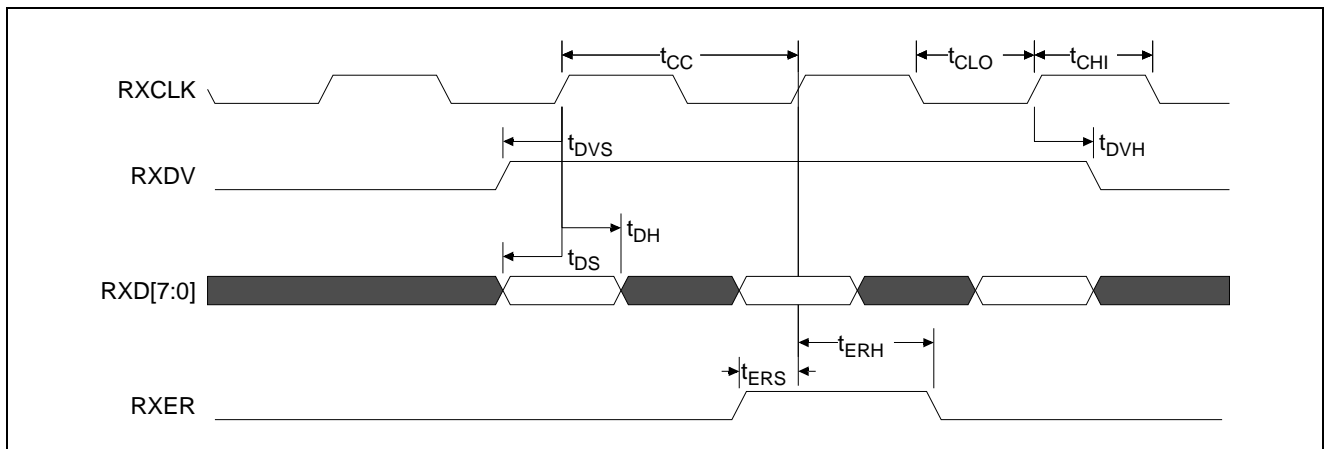 tCC
tCLO
tCHI
RXCLK
tDVS
tDVH
RXDV
tDH
tDS
RXD[7:0]
tERH
tERS
RXER